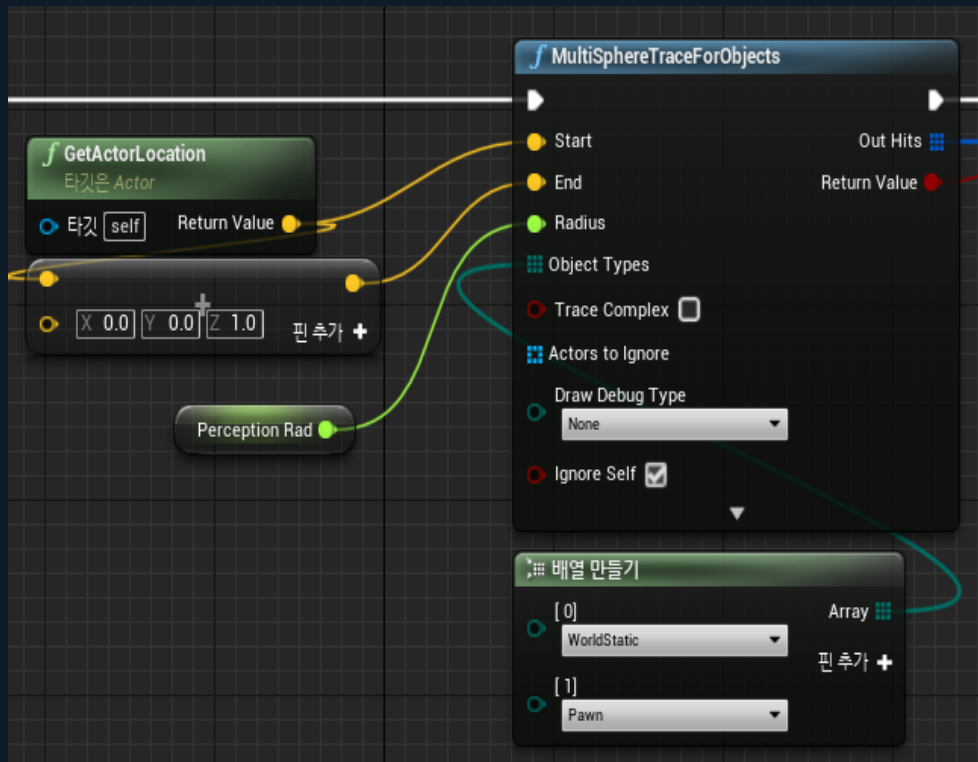 f MultiSphereTraceForObjects
Start
Out Hits
End
Return Value
Radius
Object Types
Trace Complex
Actors to Ignore
Draw Debug Type
None
Ignore Self
f GetActorLocation
타깃은 Actor
타깃 self
Return Value
X 0.0 Y 0.0 Z 1.0
핀 추가 +
Perception Rad
배열 만들기
[0]
WorldStatic
Array
핀 추가 +
[1]
Pawn